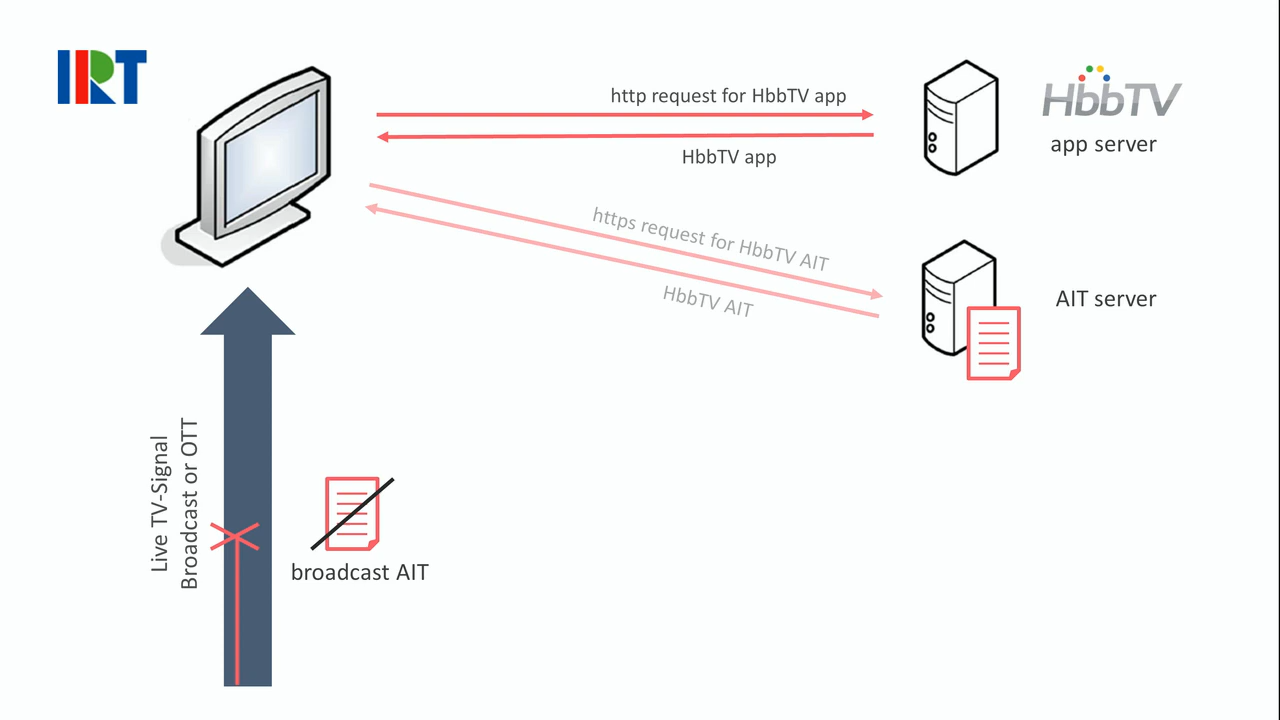 IRT
http request for HbbTV app
HbbTV app
HbbTV
app server
https request for HbbTV AIT
HbbTV AIT
AIT server
Live TV-Signal
Broadcast or OTT
broadcast AIT